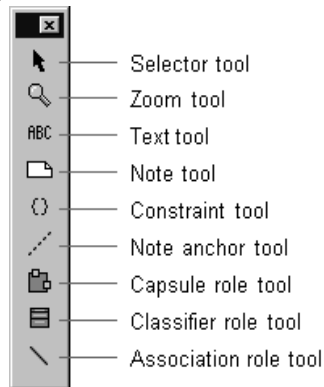 Selector tool
Zoom tool
ABC Text tool
Note tool
{} Constraint tool
Note anchor tool
Capsule role tool
Classifier role tool
Association role tool